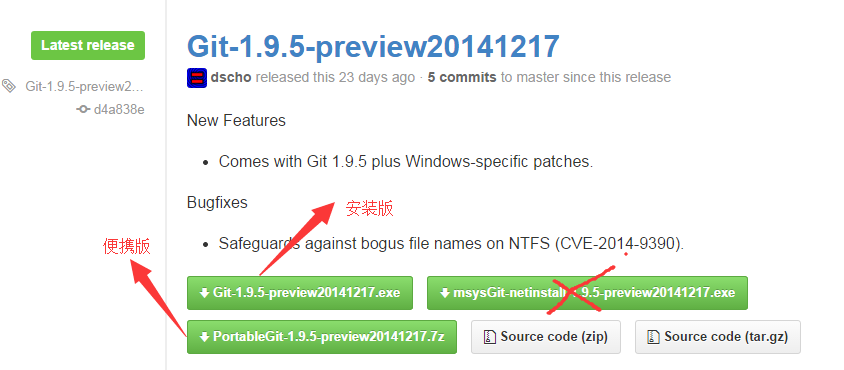 Latest release
Git-1.9.5-preview2...
d4a838e
Git-1.9.5-preview20141217
dscho released this 23 days ago · 5 commits to master since this release
New Features
Comes with Git 1.9.5 plus Windows-specific patches.
Bugfixes
安装版
便携版
Safeguards against bogus file names on NTFS (CVE-2014-9390).
Git-1.9.5-preview20141217.exe
msysGit-netinstall-1.9.5-preview20141217.exe
PortableGit-1.9.5-preview20141217.7z
Source code (zip)
Source code (tar.gz)